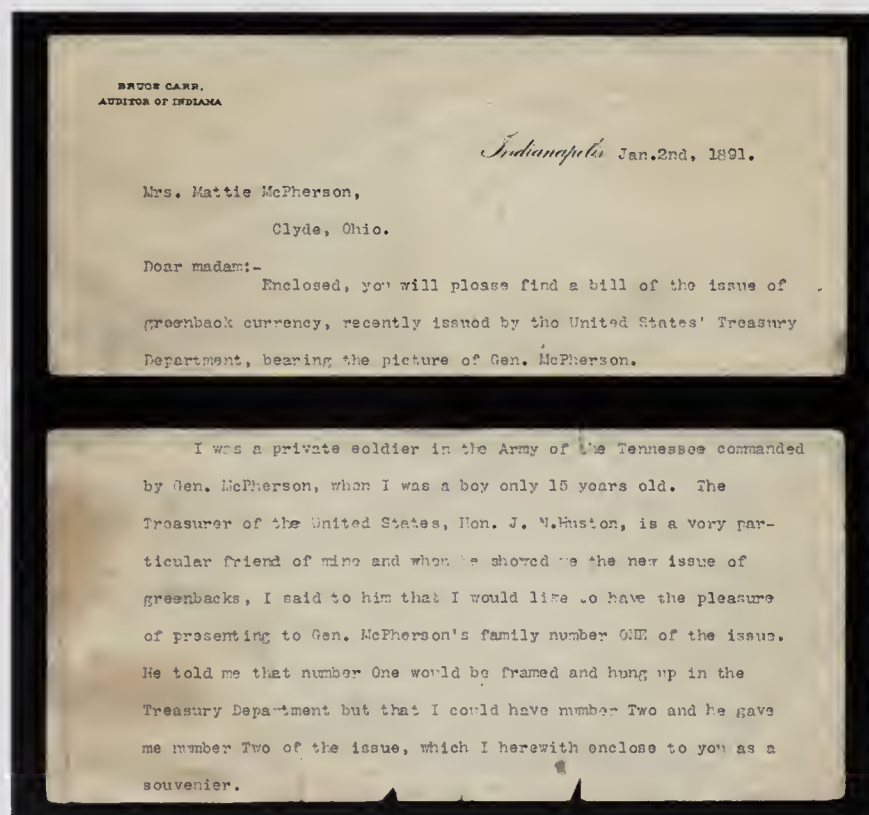 BRUCE CARR,
AUDITOR OF INDIANA
Indianapolis Jan.2nd, 1891.
Mrs. Mattie McPherson,
Clyde, Ohio.
Dear madam:-
Enclosed, you will please find a bill of the issue of
greenback currency, recently issued by the United States' Treasury
Department, bearing the picture of Gen. McPherson.
I was a private soldier in the Army of the Tennessee commanded
by Gen. McPherson, when I was a boy only 15 years old. The
Treasurer of the United States, Hon. J. N.Huston, is a very par-
ticular friend of mine and when he showed me the new issue of
greenbacks, I said to him that I would like to have the pleasure
of presenting to Gen. McPherson's family number ONE of the issue.
He told me that number One would be framed and hung up in the
Treasury Department but that I could have number Two and he gave
me number Two of the issue, which I herewith enclose to you as a
souvenier.